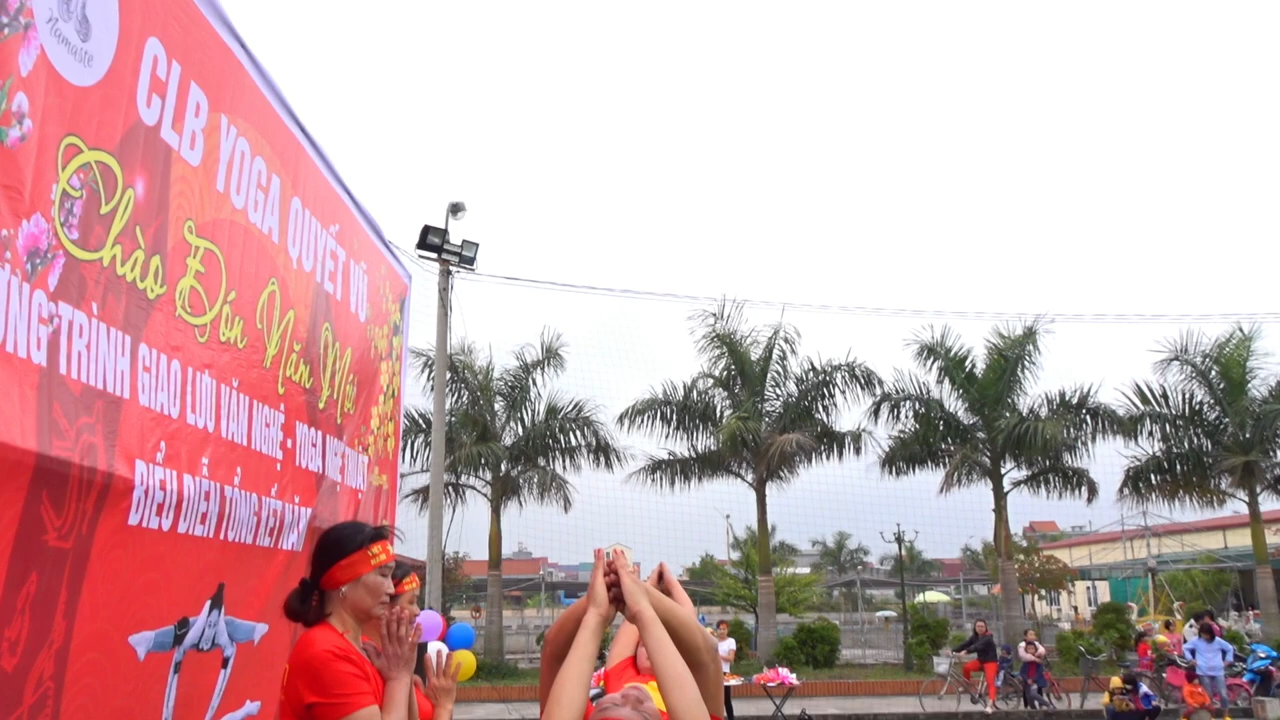 Namaste
CLB YOGA QUYẾT VŨ
Chào Đón Năm Mới
ƯƠNG TRÌNH GIAO LƯU VĂN NGHỆ - YOGA NGHỆ THUẬT
BIỂU DIỄN TỔNG KẾT NĂM